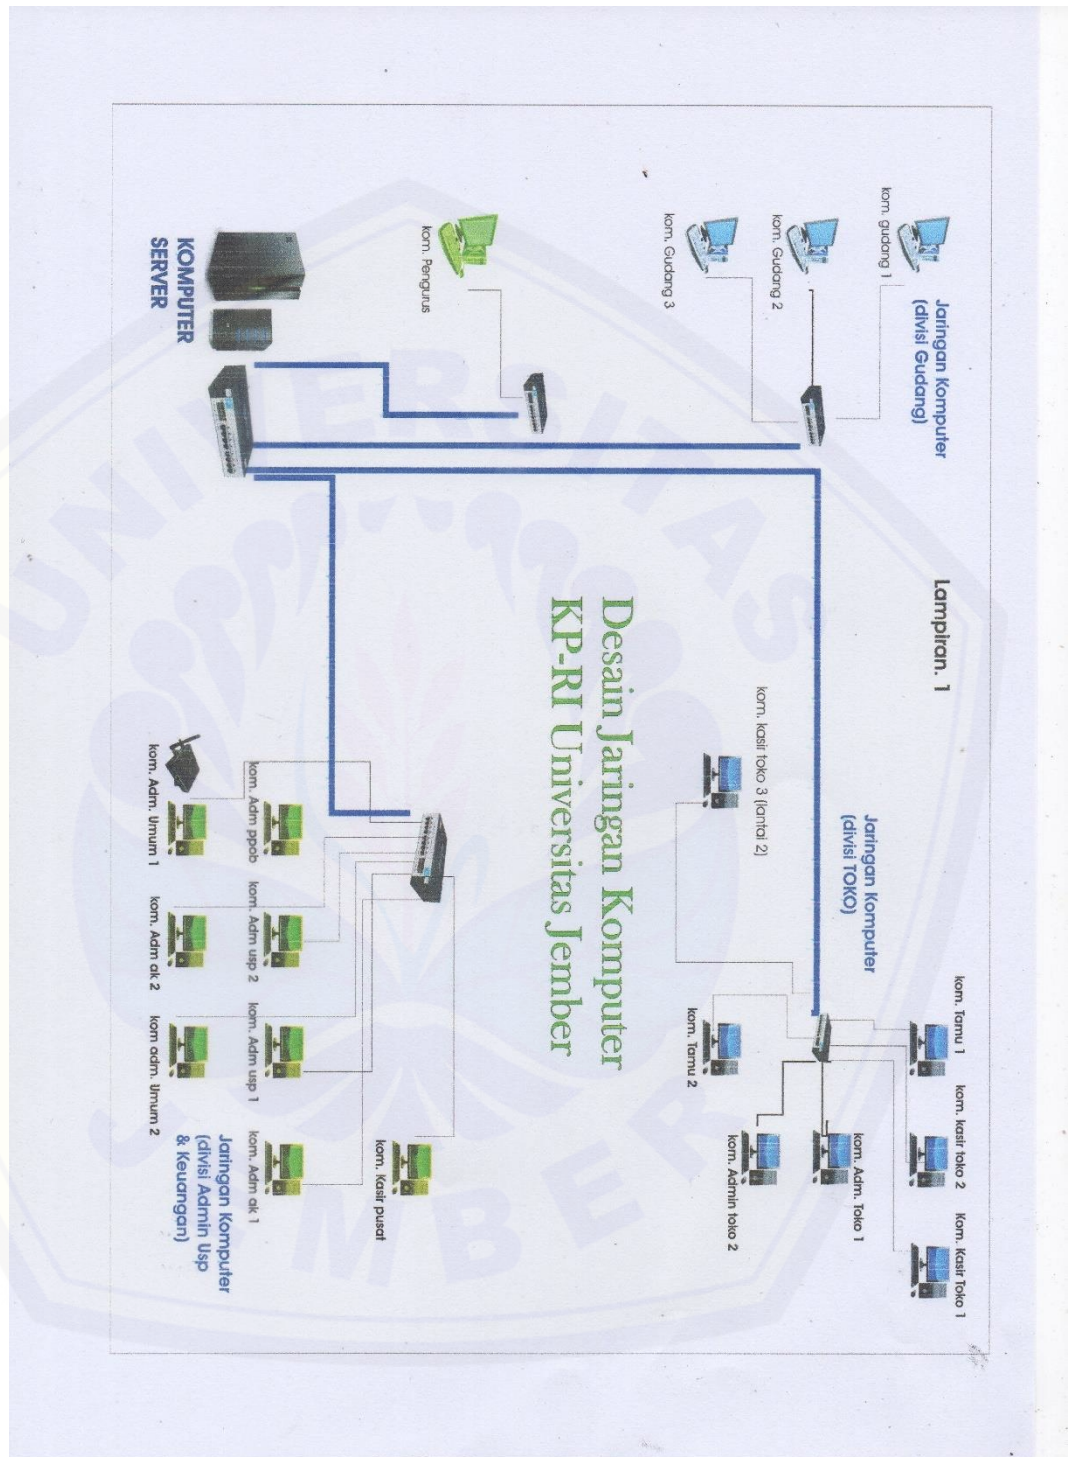 Lampiran. 1
Jaringan Komputer
(divisi Gudang)
kom. gudang 1
kom. Gudang 2
kom. Gudang 3
kom. Pengurus
KOMPUTER
SERVER
Desain Jaringan Komputer
KP-RI Universitas Jember
Jaringan Komputer
(divisi TOKO)
kom. kasir toko 3 (lantai 2)
kom. Tamu 1
kom. kasir toko 2
Kom. Kasir Toko 1
kom. Tamu 2
kom. Adm. Toko 1
kom. Admin toko 2
kom. Kasir pusat
kom. Adm ppob
kom. Adm usp 2
kom. Adm usp 1
kom. Adm ak 1
kom. Adm. Umum 1
kom. Adm ak 2
kom adm. Umum 2
Jaringan Komputer
(divisi Admin Usp
& Keuangan)
UNIVERSITAS
JEMBER